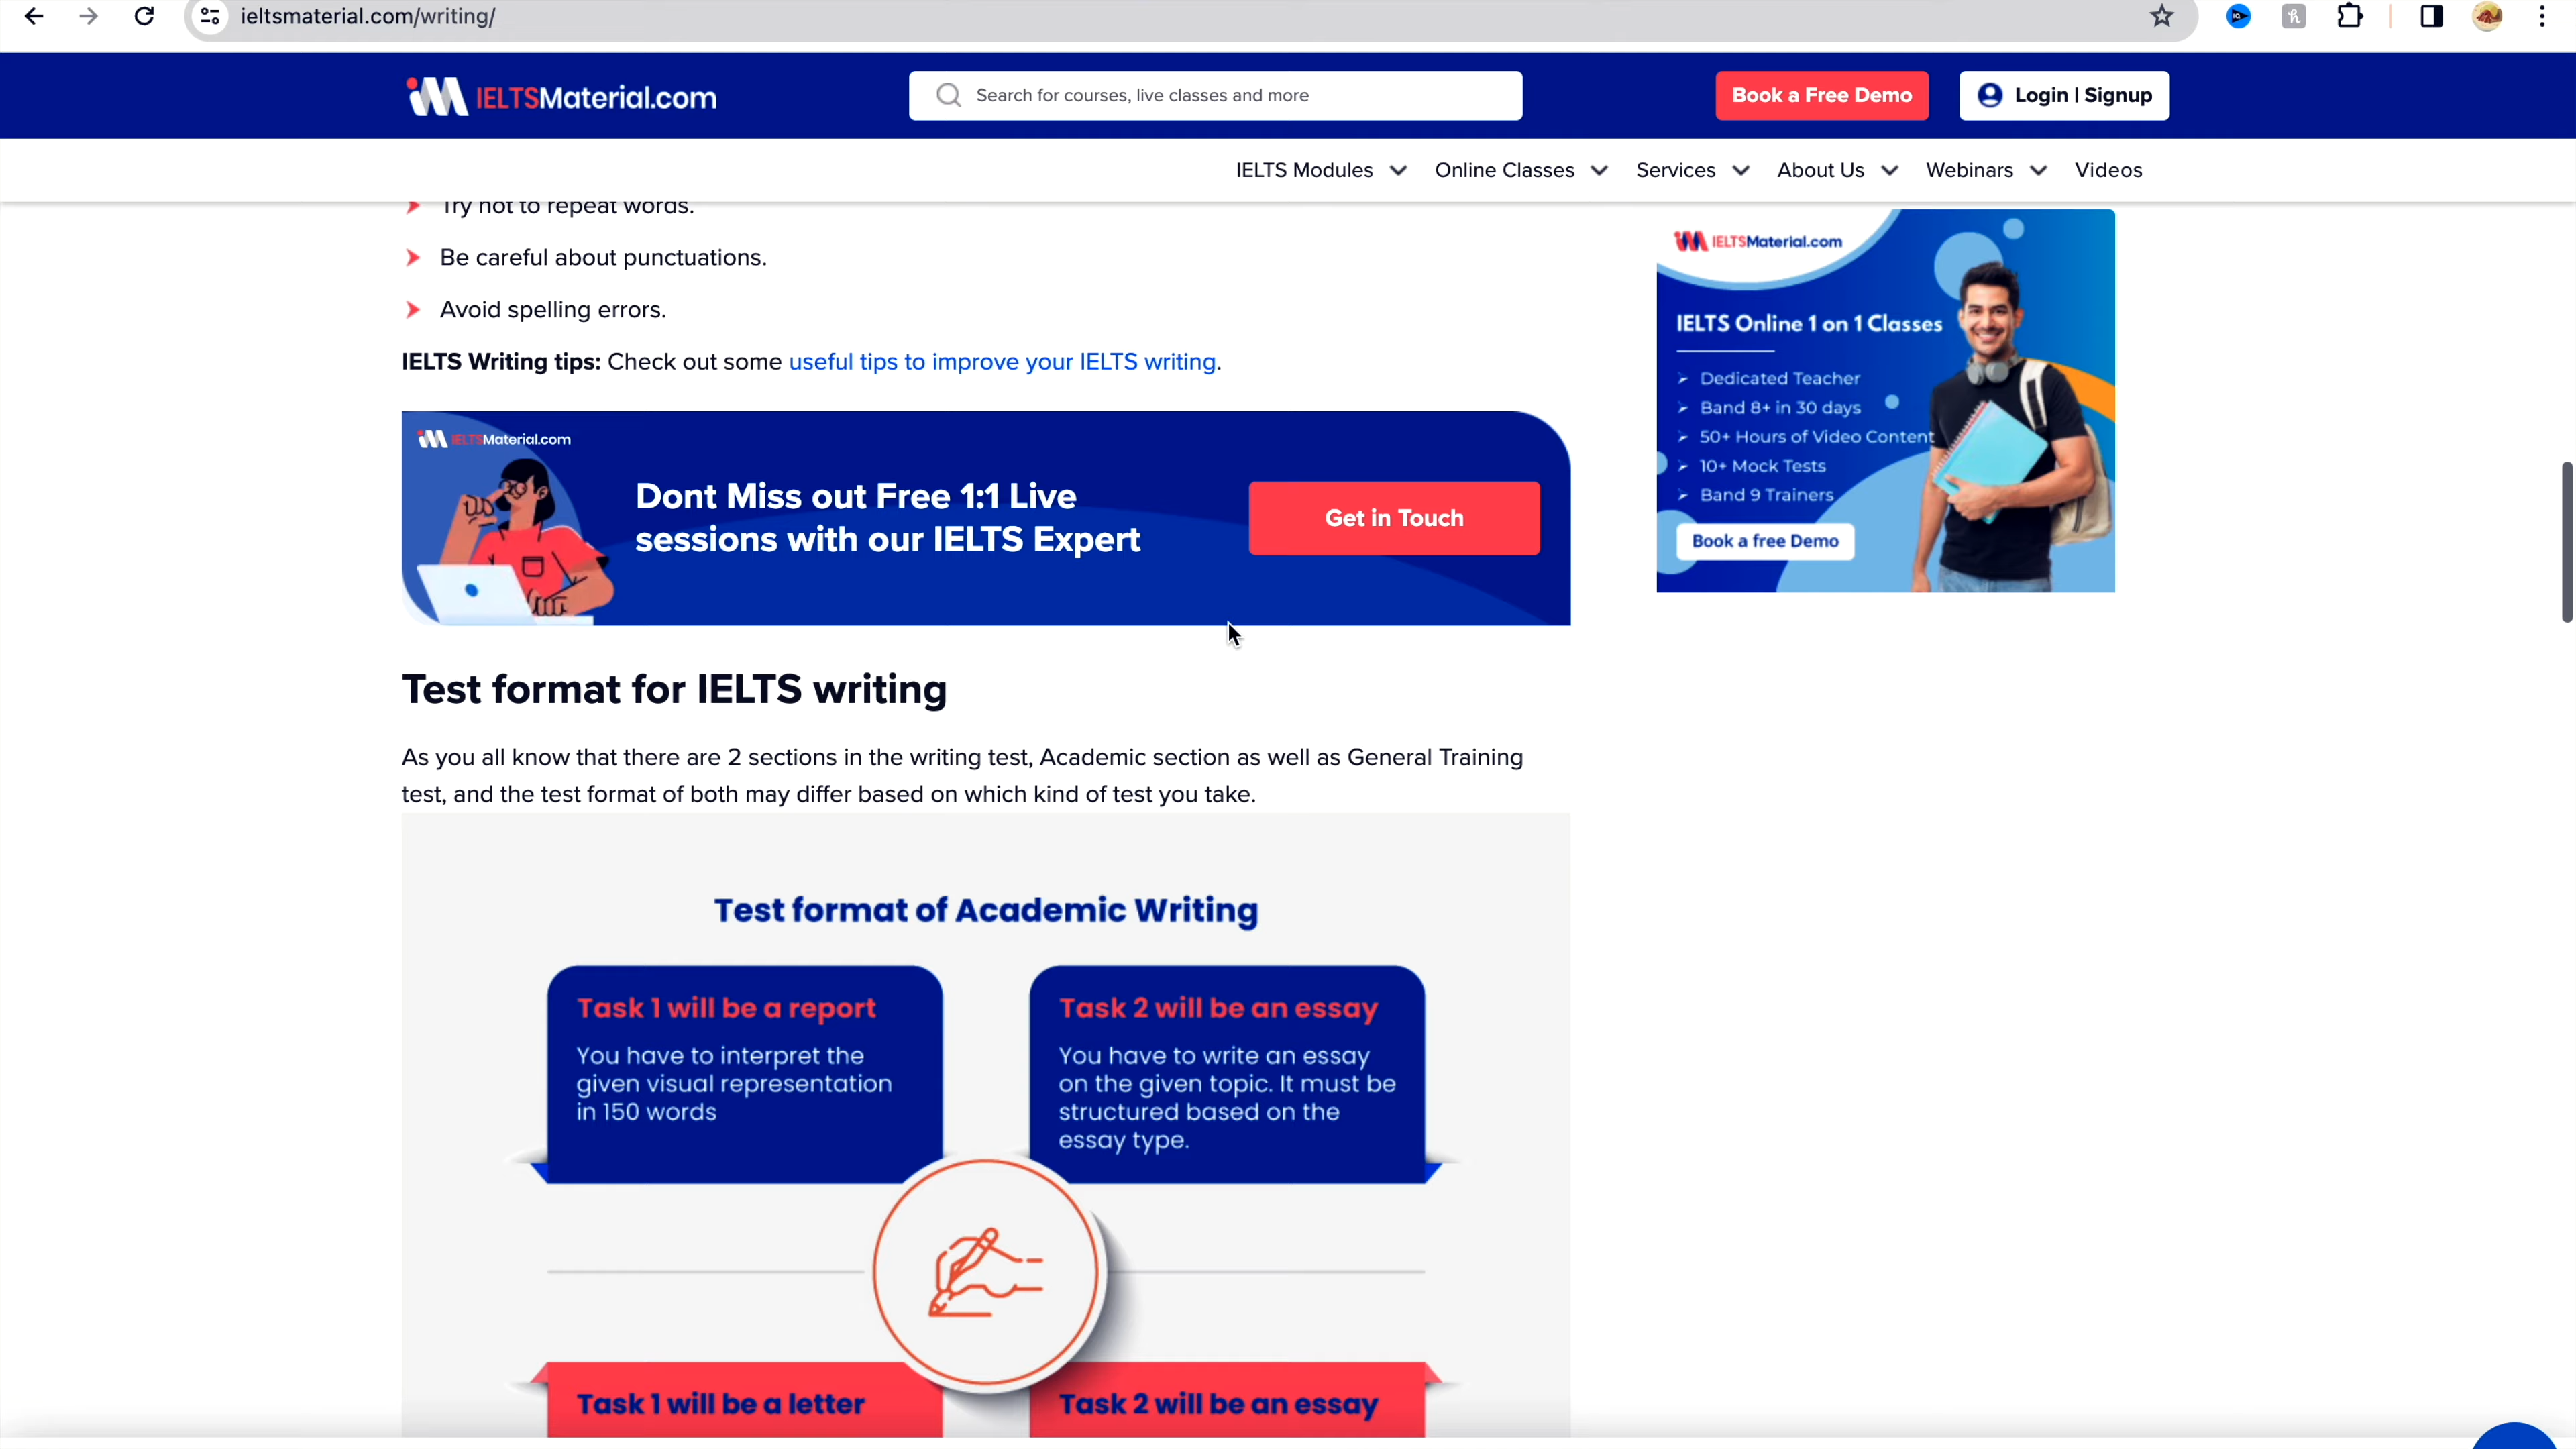 ieltsmaterial.com/writing/
IELTSMaterial.com
Search for courses, live classes and more
Book a Free Demo
Login | Signup
IELTS Modules
Online Classes
Services
About Us
Webinars
Videos
Try not to repeat words.
Be careful about punctuations.
Avoid spelling errors.
IELTS Writing tips: Check out some useful tips to improve your IELTS writing.
IELTSMaterial.com
Dont Miss out Free 1:1 Live
sessions with our IELTS Expert
Get in Touch
IELTSMaterial.com
IELTS Online 1 on 1 Classes
Dedicated Teacher
Band 8+ in 30 days
50+ Hours of Video Content
10+ Mock Tests
Band 9 Trainers
Book a free Demo
Test format for IELTS writing
As you all know that there are 2 sections in the writing test, Academic section as well as General Training
test, and the test format of both may differ based on which kind of test you take.
Test format of Academic Writing
Task 1 will be a report
You have to interpret the
given visual representation
in 150 words
Task 2 will be an essay
You have to write an essay
on the given topic. It must be
structured based on the
essay type.
Task 1 will be a letter
Task 2 will be an essay